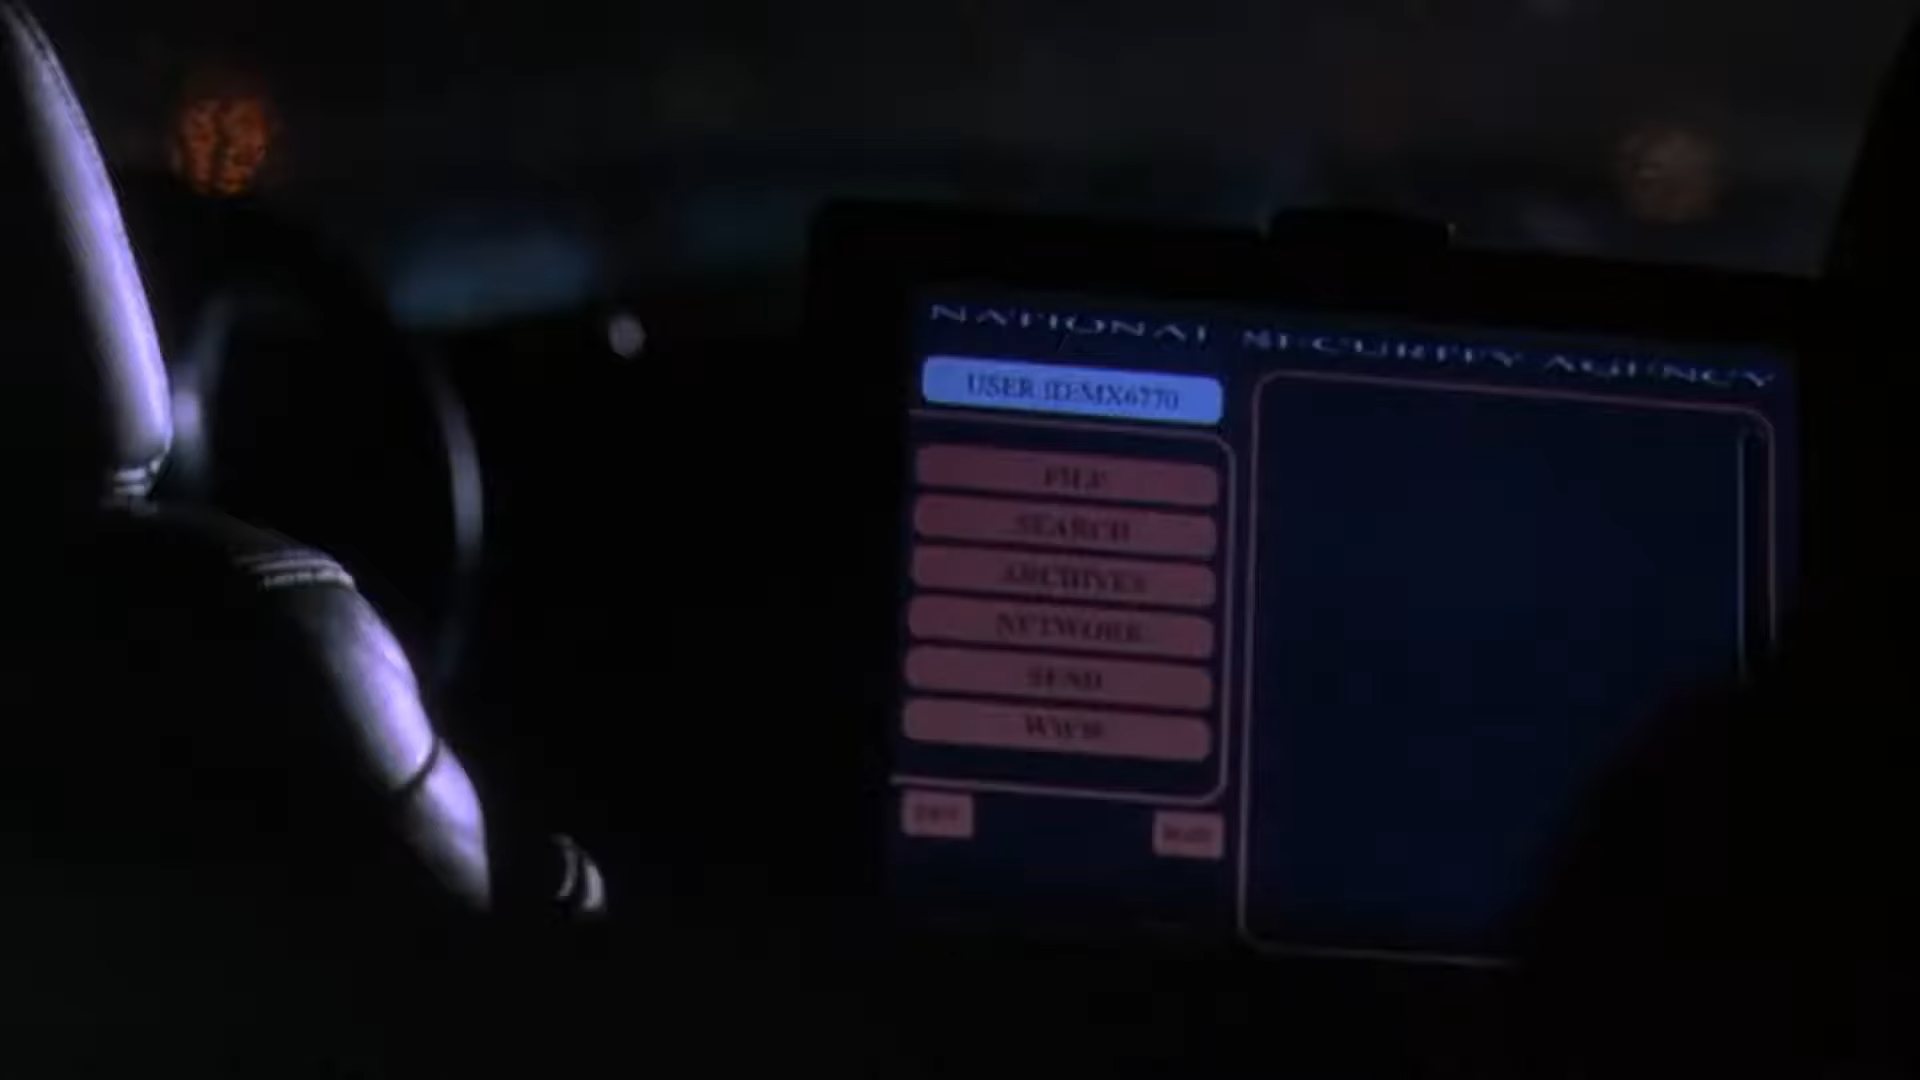 NATIONAL SECURITY AGENCY
USER ID:MX6770
FILE
SEARCH
ARCHIVES
NETWORK
SEND
WWW